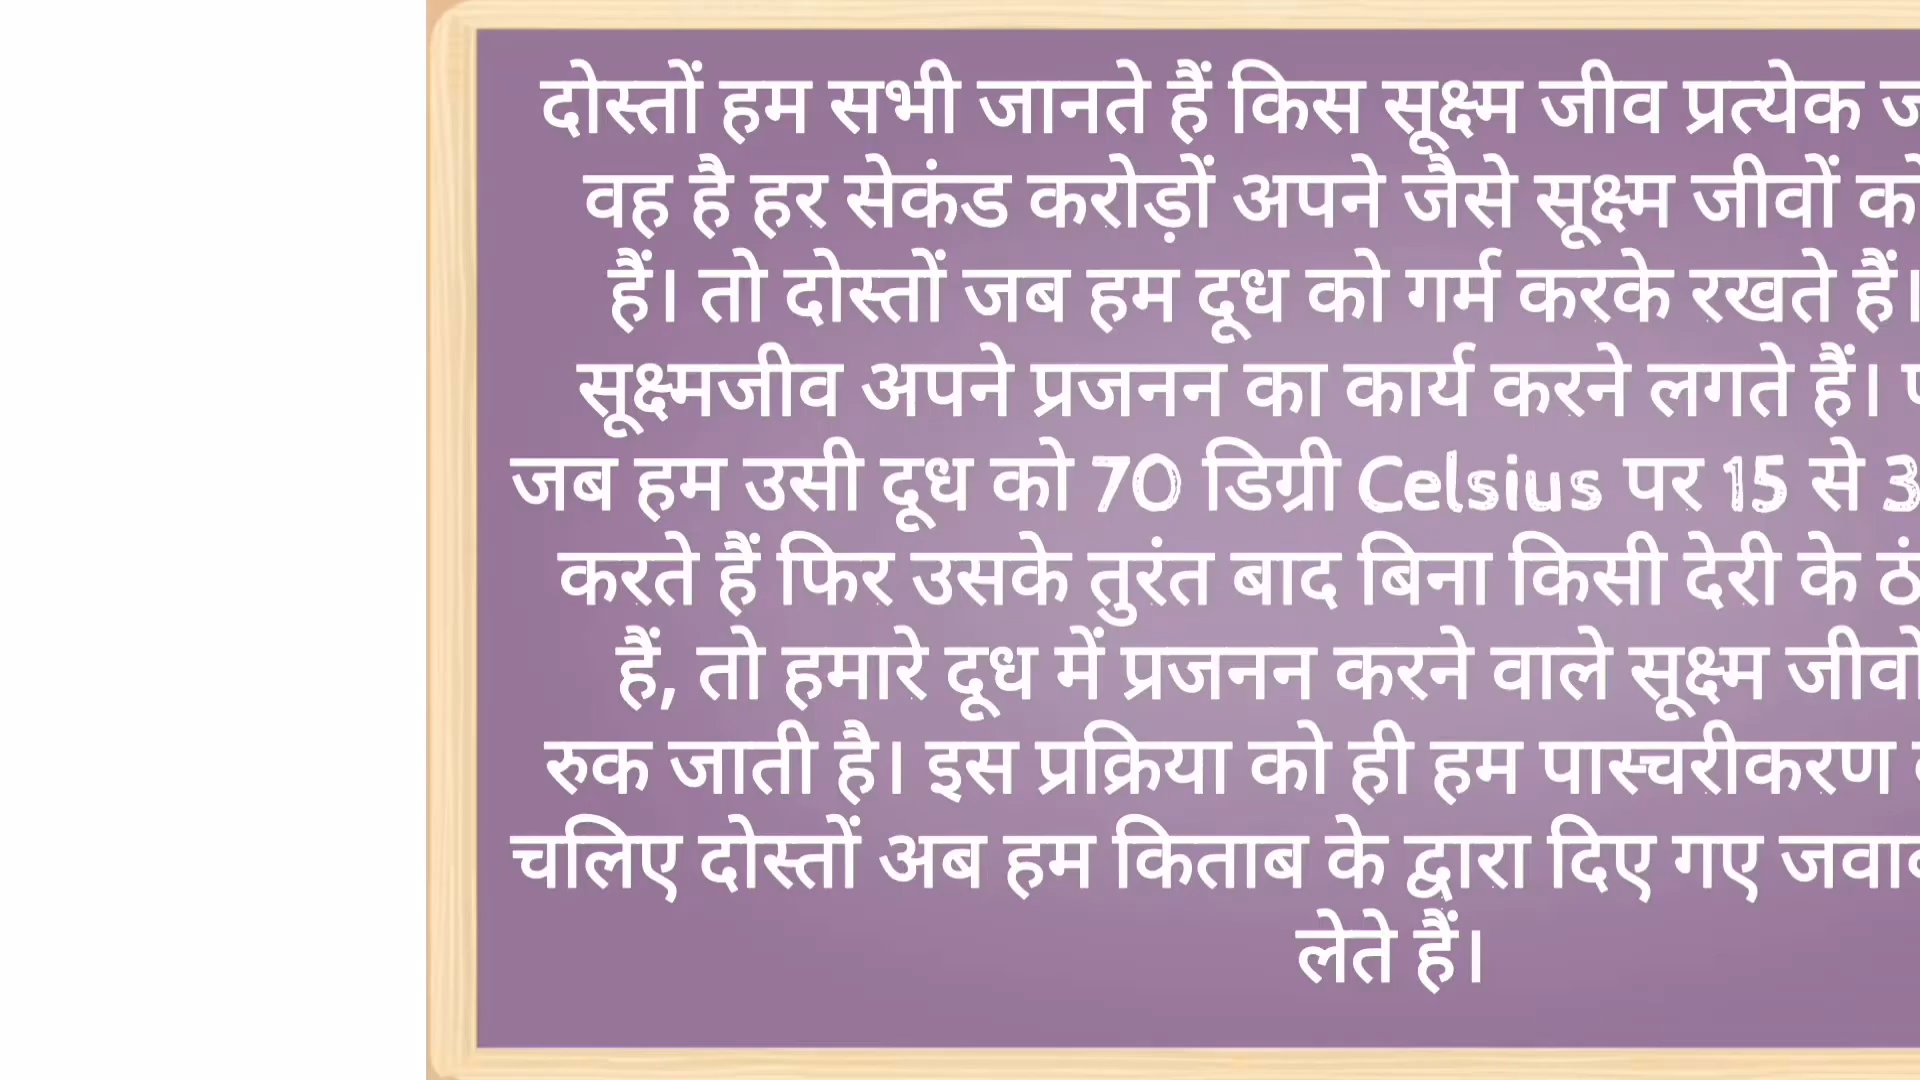 दोस्तों हम सभी जानते हैं किस सूक्ष्म जीव प्रत्येक
वह है हर सेकंड करोड़ों अपने जैसे सूक्ष्म जीवों
हैं। तो दोस्तों जब हम दूध को गर्म करके रखते हैं।
सूक्ष्मजीव अपने प्रजनन का कार्य करने लगते हैं।
जब हम उसी दूध को 70 डिग्री Celsius पर 15 से
करते हैं फिर उसके तुरंत बाद बिना किसी देरी के
हैं, तो हमारे दूध में प्रजनन करने वाले सूक्ष्म
रुक जाती है। इस प्रक्रिया को ही हम पास्चरीकरण
चलिए दोस्तों अब हम किताब के द्वारा दिए गए
लेते हैं।